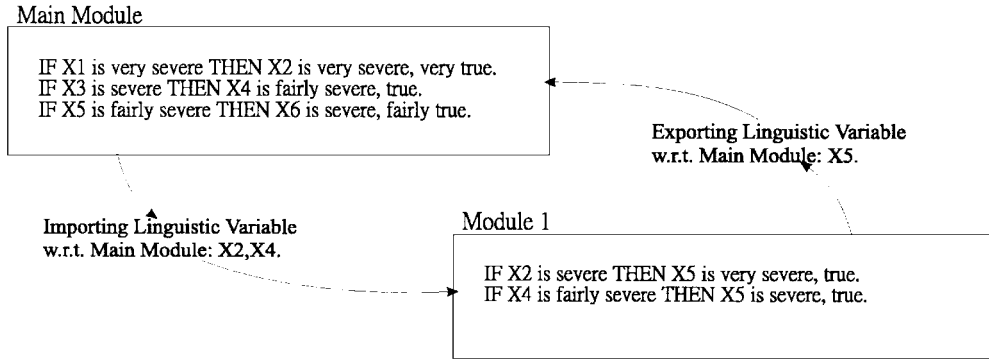 Main Module
IF X1 is very severe THEN X2 is very severe, very true.
IF X3 is severe THEN X4 is fairly severe, true.
IF X5 is fairly severe THEN X6 is severe, fairly true.
Exporting Linguistic Variable
w.r.t. Main Module: X5.
Importing Linguistic Variable
w.r.t. Main Module: X2,X4.
Module 1
IF X2 is severe THEN X5 is very severe, true.
IF X4 is fairly severe THEN X5 is severe, true.